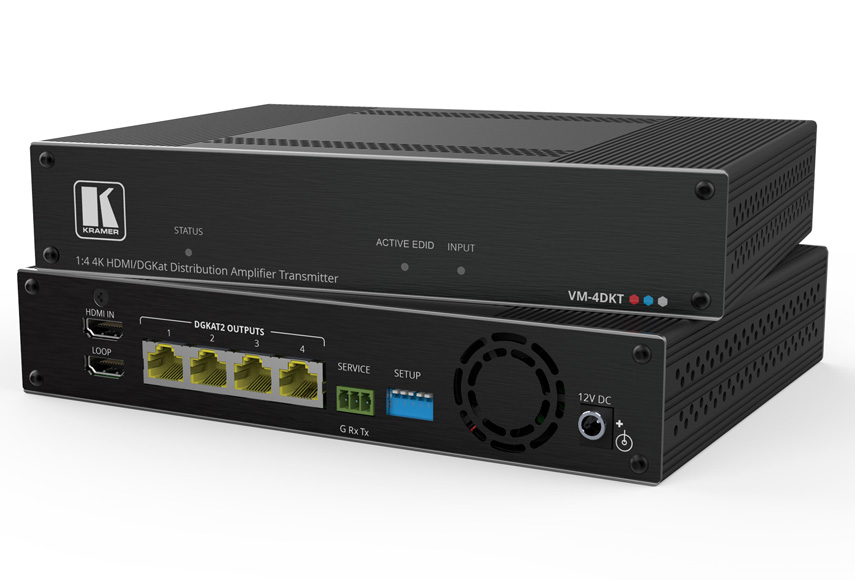 KRAMER
STATUS
ACTIVE EDID
INPUT
1:4 4K HDMI/DGKat Distribution Amplifier Transmitter
VM-4DKT
HDMI IN
LOOP
DGKAT2 OUTPUTS
1 2 3 4
SERVICE
G Rx Tx
SETUP
12V DC
+